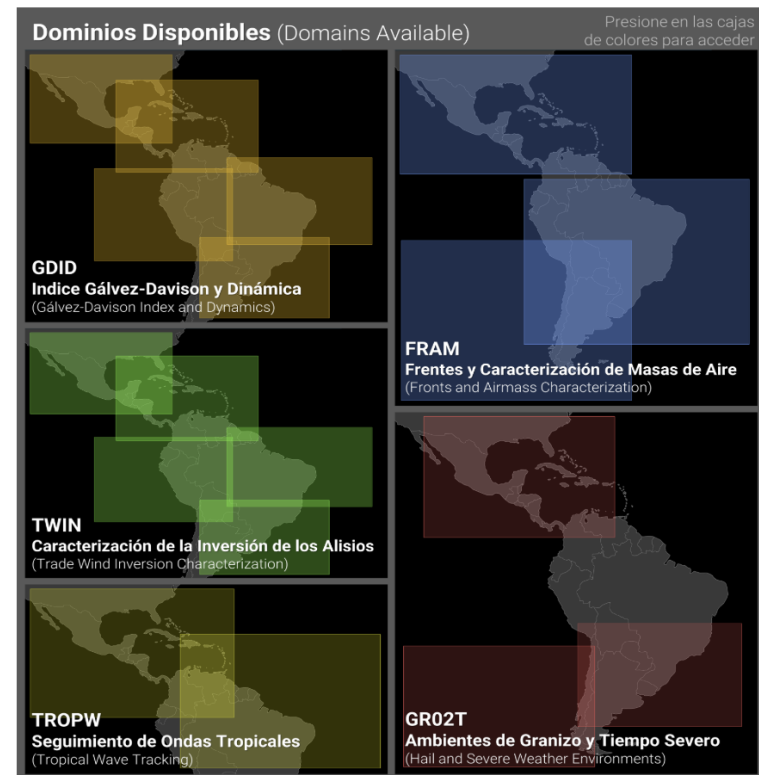 Dominios Disponibles (Domains Available)
Presione en las cajas
de colores para acceder
GDID
Indice Gálvez-Davison y Dinámica
(Gálvez-Davison Index and Dynamics)
TWIN
Caracterización de la Inversión de los Alisios
(Trade Wind Inversion Characterization)
TROPW
Seguimiento de Ondas Tropicales
(Tropical Wave Tracking)
FRAM
Frentes y Caracterización de Masas de Aire
(Fronts and Airmass Characterization)
GR02T
Ambientes de Granizo y Tiempo Severo
(Hail and Severe Weather Environments)